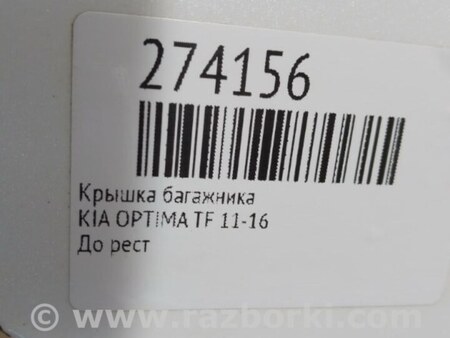 274156
Крышка багажника
KIA OPTIMA TF 11-16
До рест
© www.razborki.com